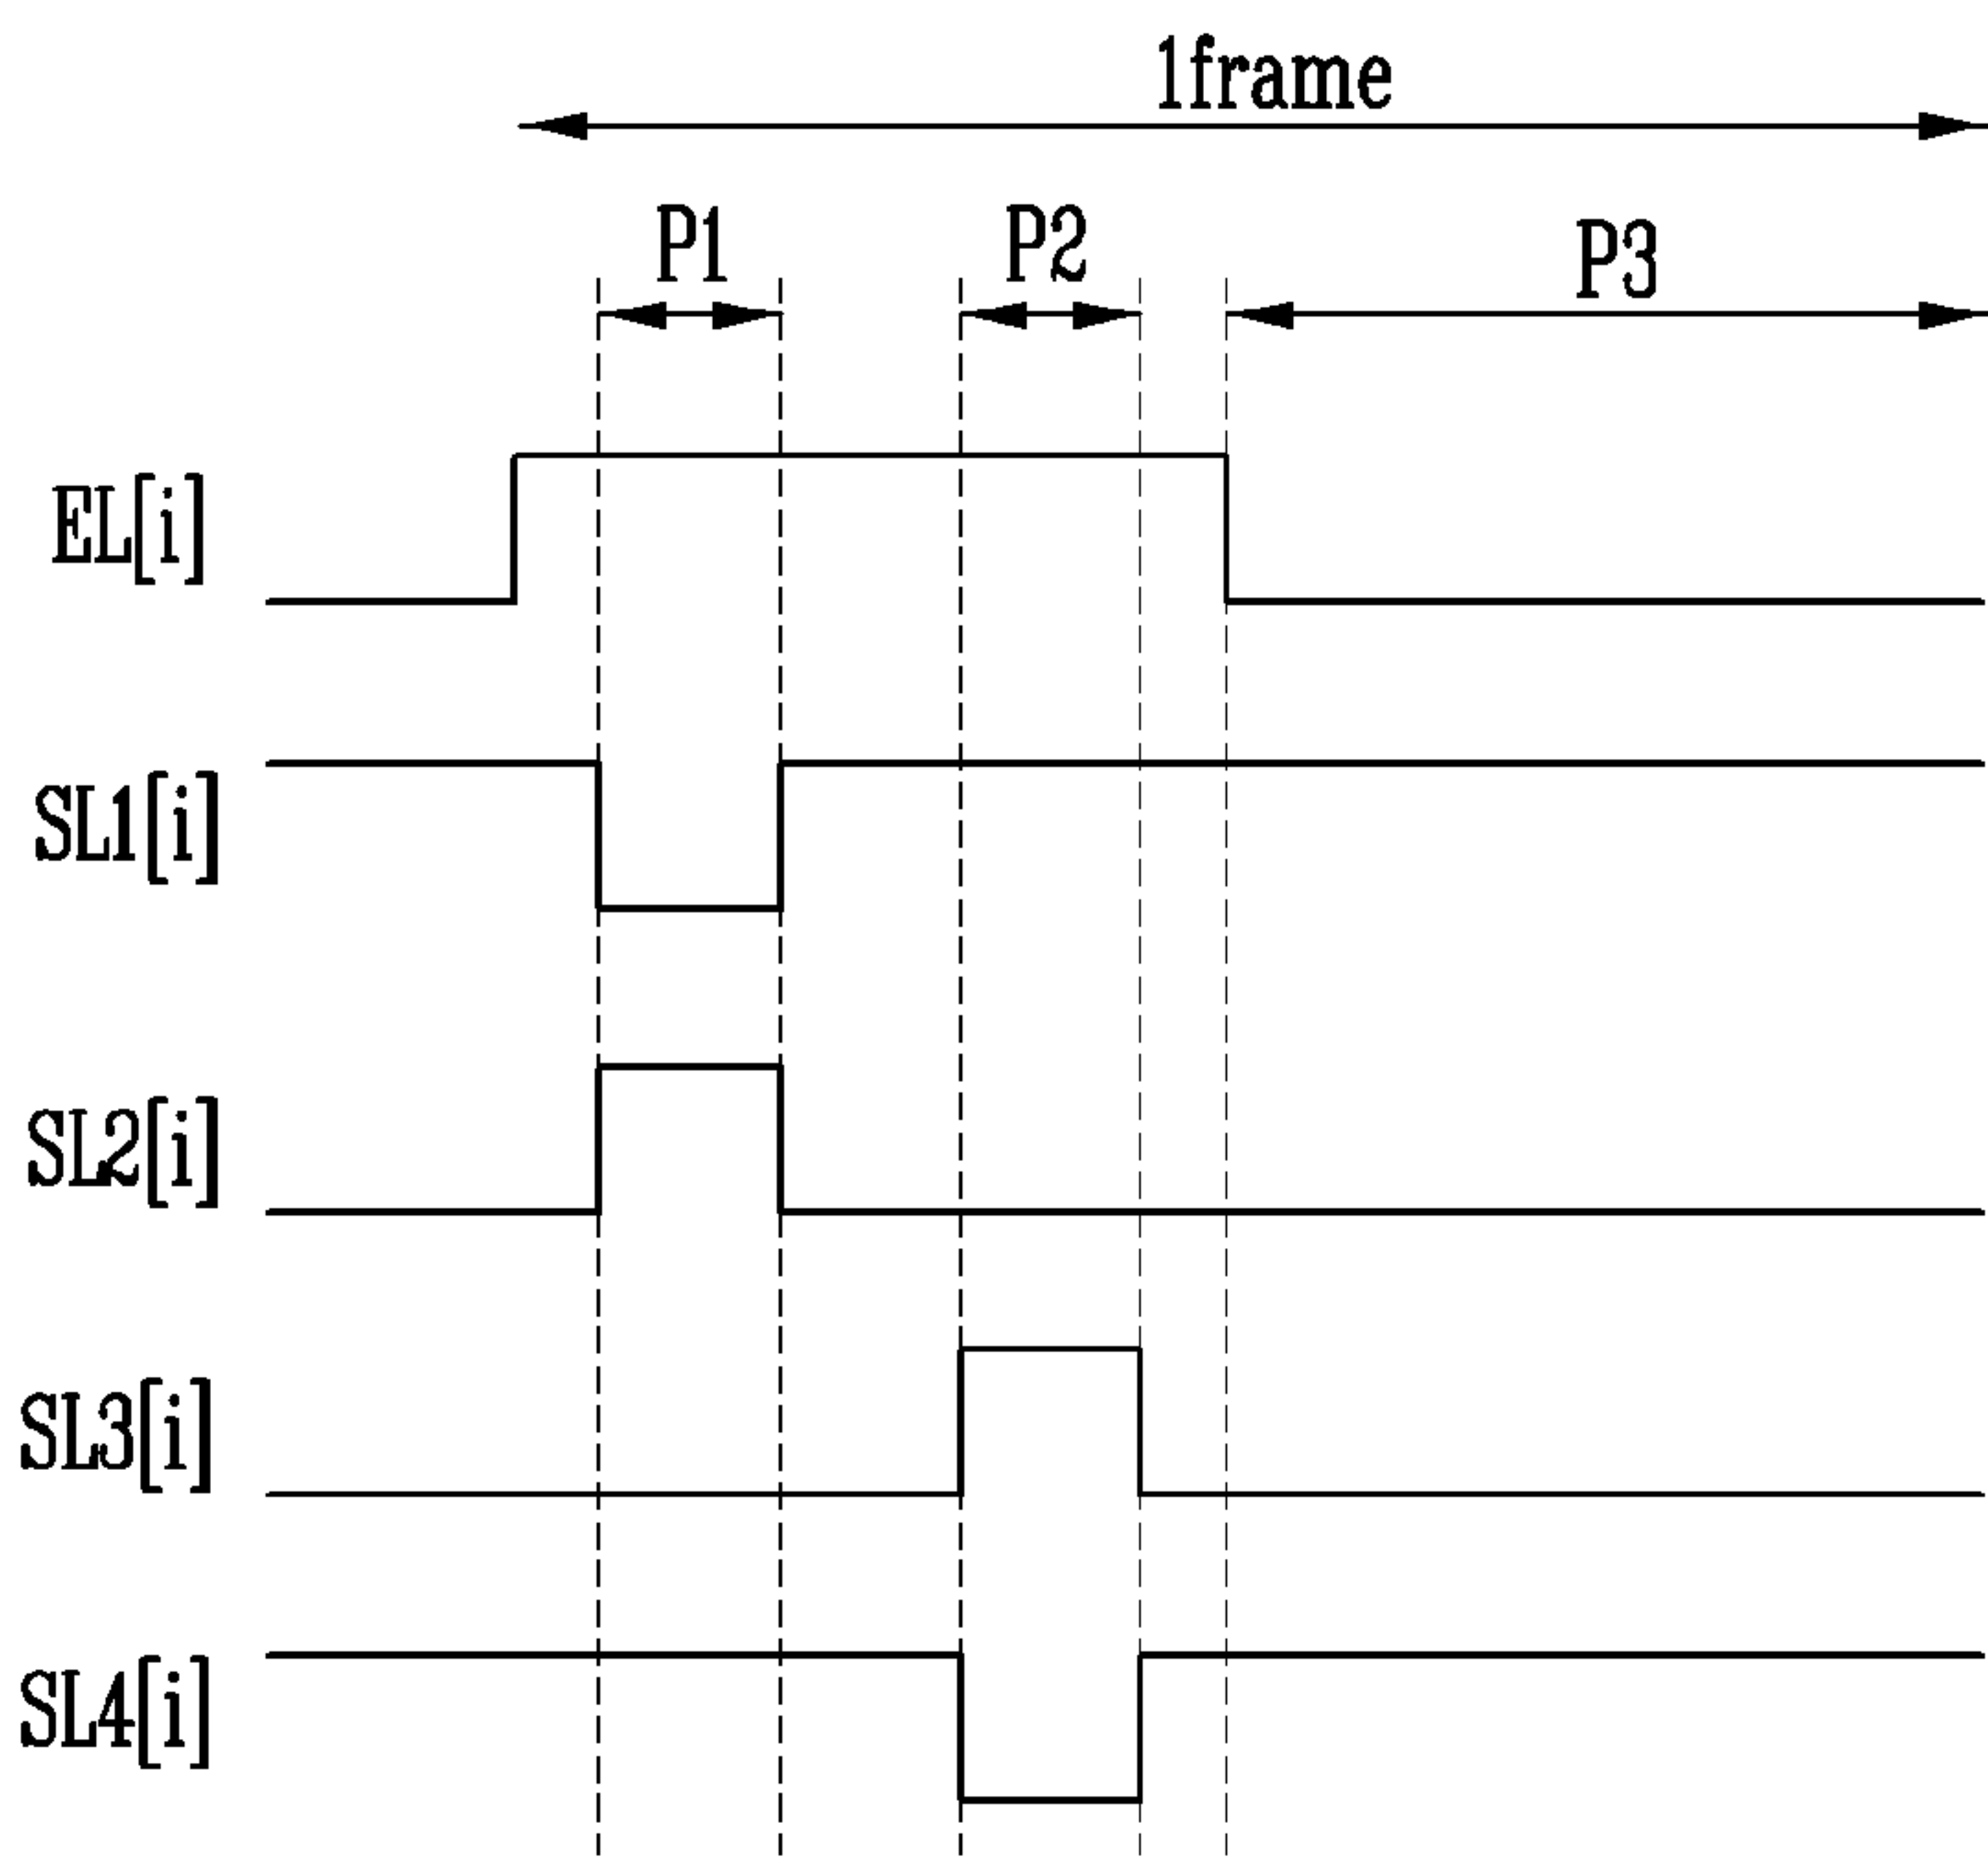 1frame
P1 P2 P3
EL[i]
SL1[i]
SL2[i]
SL3[i]
SL4[i]